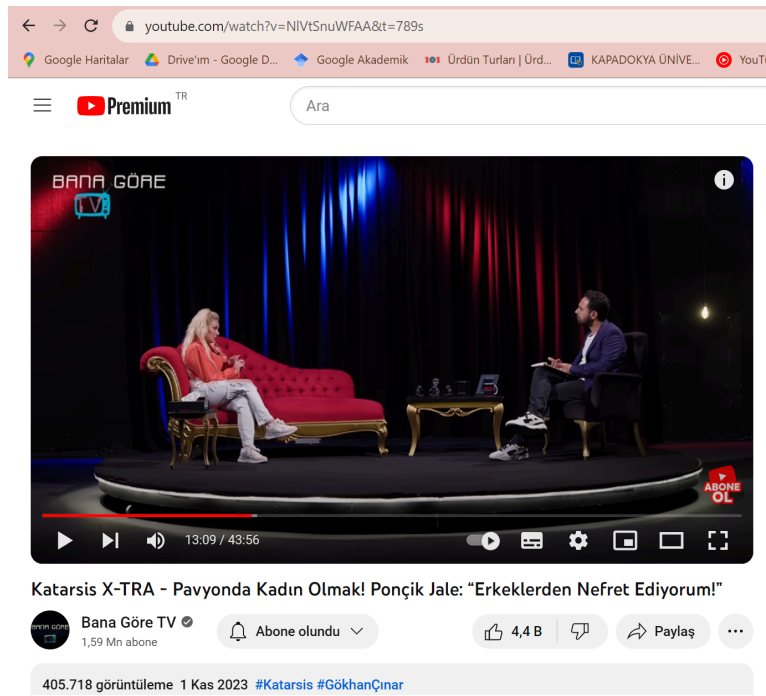 youtube.com/watch?v=NlVtSnuWFAA&t=789s
Google Haritalar Drive'ım - Google D... Google Akademik Ürdün Turları | Ürd... KAPADOKYA ÜNİVE... YouT
Premium TR
Ara
BANA GÖRE
TV
ABONE
OL
13:09 / 43:56
Katarsis X-TRA - Pavyonda Kadın Olmak! Ponçik Jale: “Erkeklerden Nefret Ediyorum!”
BANA GÖRE
Bana Göre TV
1,59 Mn abone
Abone olundu
4,4 B
Paylaş
405.718 görüntüleme 1 Kas 2023 #Katarsis #GökhanÇınar